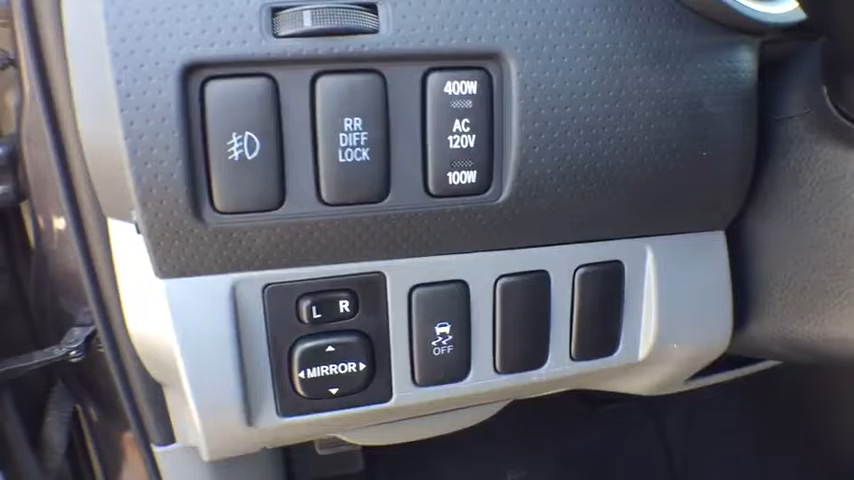 RR
DIFF
LOCK
400W
AC
120V
100W
L R
MIRROR
OFF